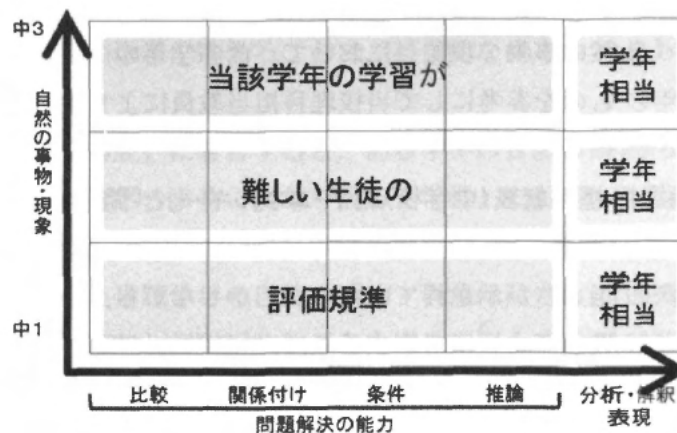 中3
自然の事物・現象
中1
当該学年の学習が
難しい生徒の
評価規準
学年
相当
学年
相当
学年
相当
比較
関係付け
条件
推論
分析・解釈
表現
問題解決の能力